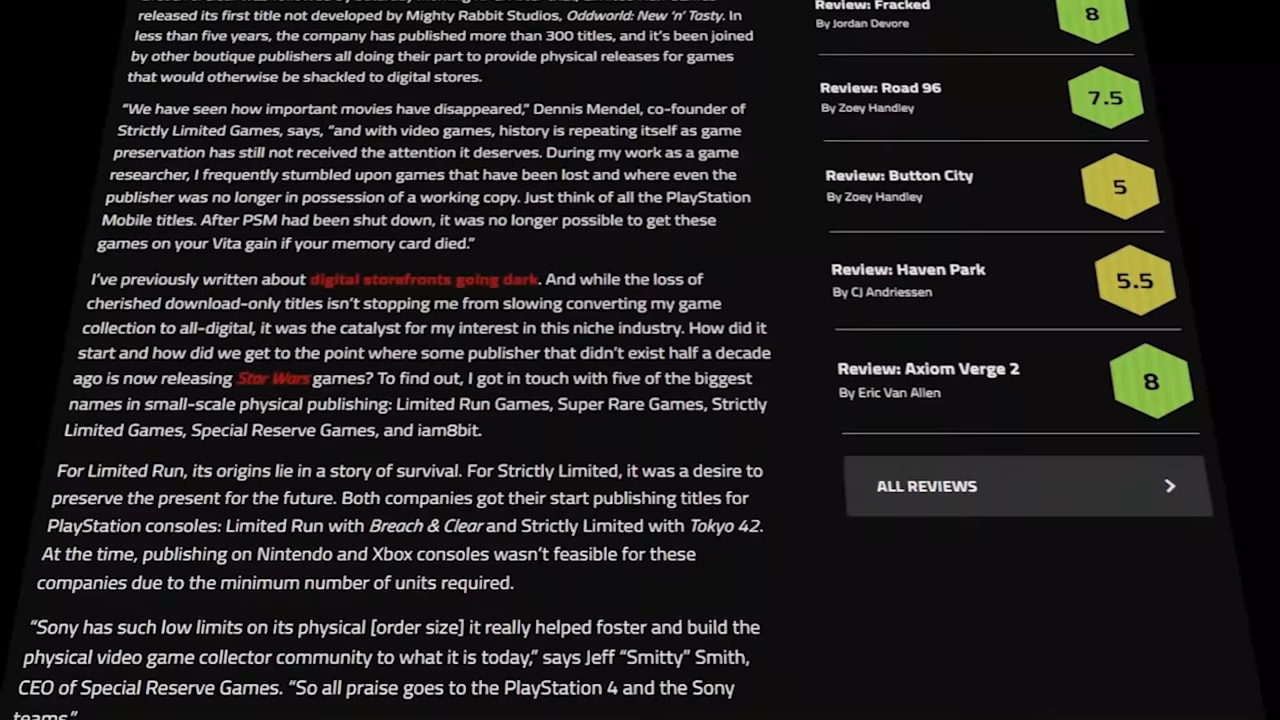 released its first title not developed by Mighty Rabbit Studios, Oddworld: New 'n' Tasty. In
less than five years, the company has published more than 300 titles, and it's been joined
by other boutique publishers all doing their part to provide physical releases for games
that would otherwise be shackled to digital stores.
"We have seen how important movies have disappeared," Dennis Mendel, co-founder of
Strictly Limited Games, says, "and with video games, history is repeating itself as game
preservation has still not received the attention it deserves. During my work as a game
researcher, I frequently stumbled upon games that have been lost and where even the
publisher was no longer in possession of a working copy. Just think of all the PlayStation
Mobile titles. After PSM had been shut down, it was no longer possible to get these
games on your Vita gain if your memory card died."
I've previously written about digital storefronts going dark. And while the loss of
cherished download-only titles isn't stopping me from slowing converting my game
collection to all-digital, it was the catalyst for my interest in this niche industry. How did it
start and how did we get to the point where some publisher that didn't exist half a decade
ago is now releasing Star Wars games? To find out, I got in touch with five of the biggest
names in small-scale physical publishing: Limited Run Games, Super Rare Games, Strictly
Limited Games, Special Reserve Games, and iam8bit.
For Limited Run, its origins lie in a story of survival. For Strictly Limited, it was a desire to
preserve the present for the future. Both companies got their start publishing titles for
PlayStation consoles: Limited Run with Breach & Clear and Strictly Limited with Tokyo 42.
At the time, publishing on Nintendo and Xbox consoles wasn't feasible for these
companies due to the minimum number of units required.
"Sony has such low limits on its physical [order size] it really helped foster and build the
physical video game collector community to what it is today," says Jeff "Smitty" Smith,
CEO of Special Reserve Games. "So all praise goes to the PlayStation 4 and the Sony
teams"
Review: Fracked
By Jordan Devore
8
Review: Road 96
By Zoey Handley
7.5
Review: Button City
By Zoey Handley
5
Review: Haven Park
By CJ Andriessen
5.5
Review: Axiom Verge 2
By Eric Van Allen
8
ALL REVIEWS